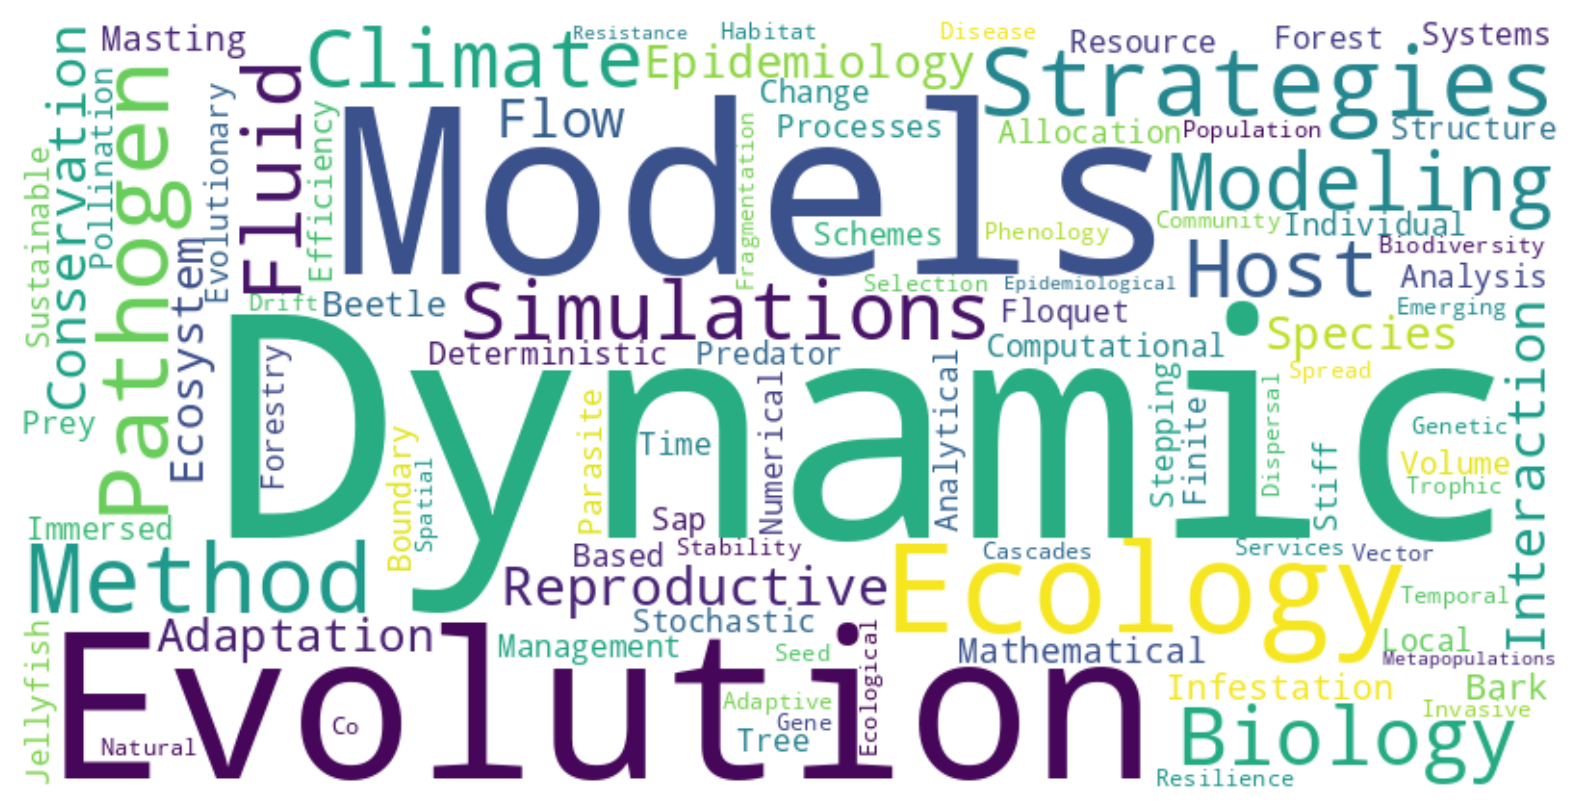 Masting
Conservation
Pollination
Pathogen
Sustainable
Evolutionary
Ecosystem
Fluid
Efficiency
Climate
Resistance
Habitat
Disease
Epidemiology
Change
Flow
Processes
Resource
Forest
Systems
Strategies
Allocation
Population
Structure
Models
Fragmentation
Modeling
Schemes
Phenology
Community
Individual
Biodiversity
Host
Analysis
Selection
Epidemiological
Drift
Beetle
Simulations
Floquet
Emerging
Species
Deterministic
Predator
Computational
Spread
Interaction
Prey
Dynamic
Forestry
Boundary
Spatial
Parasite
Time
Numerical
Analytical
Stepping
Finite
Dispersal
Stiff
Genetic
Volume
Trophic
Immersed
Sap
Method
Based
Stability
Cascades
Services
Vector
Reproductive
Ecology
Temporal
Adaptation
Stochastic
Management
Seed
Ecological
Mathematical
Local
Metapopulations
Jellyfish
Evolution
Co
Natural
Adaptive
Gene
Tree
Infestation
Bark
Invasive
Biology
Resilience